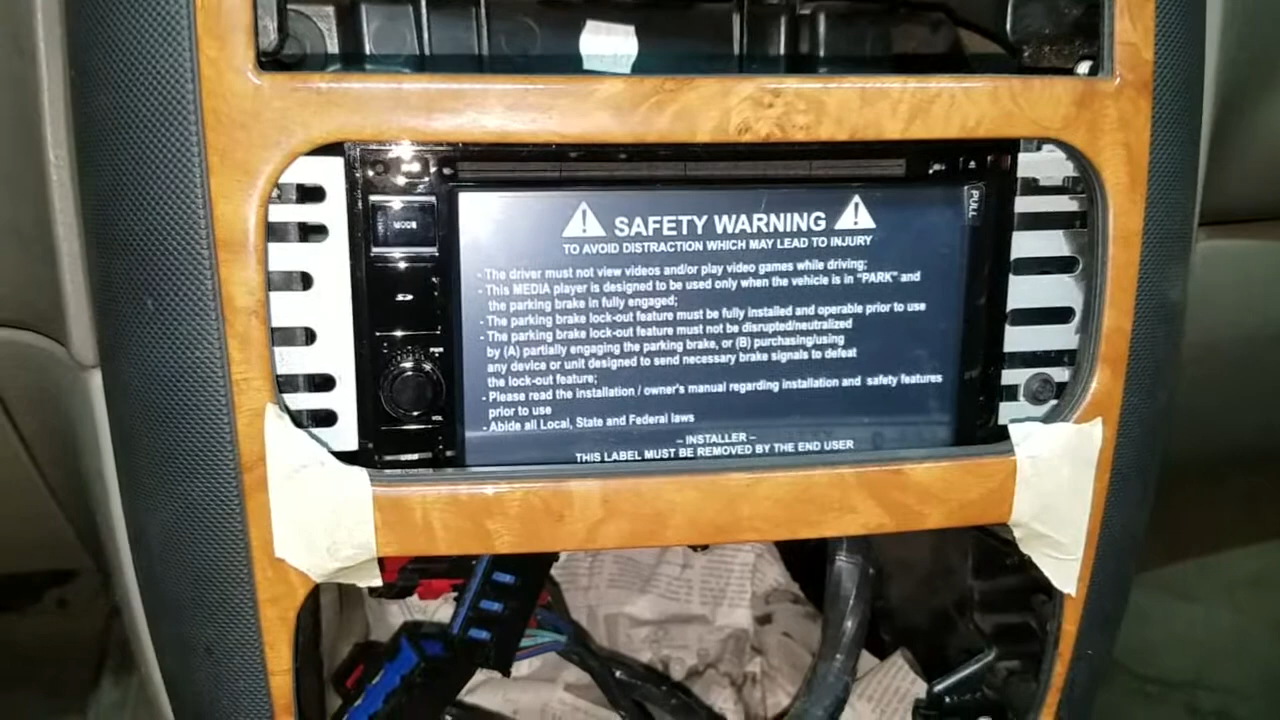 MODE
PULL
SAFETY WARNING
TO AVOID DISTRACTION WHICH MAY LEAD TO INJURY
- The driver must not view videos and/or play video games while driving;
- This MEDIA player is designed to be used only when the vehicle is in "PARK" and
the parking brake in fully engaged;
- The parking brake lock-out feature must be fully installed and operable prior to use
- The parking brake lock-out feature must not be disrupted/neutralized
by (A) partially engaging the parking brake, or (B) purchasing/using
any device or unit designed to send necessary brake signals to defeat
the lock-out feature;
- Please read the installation / owner's manual regarding installation and safety features
prior to use
- Abide all Local, State and Federal laws
– INSTALLER –
THIS LABEL MUST BE REMOVED BY THE END USER
PWR
VOL